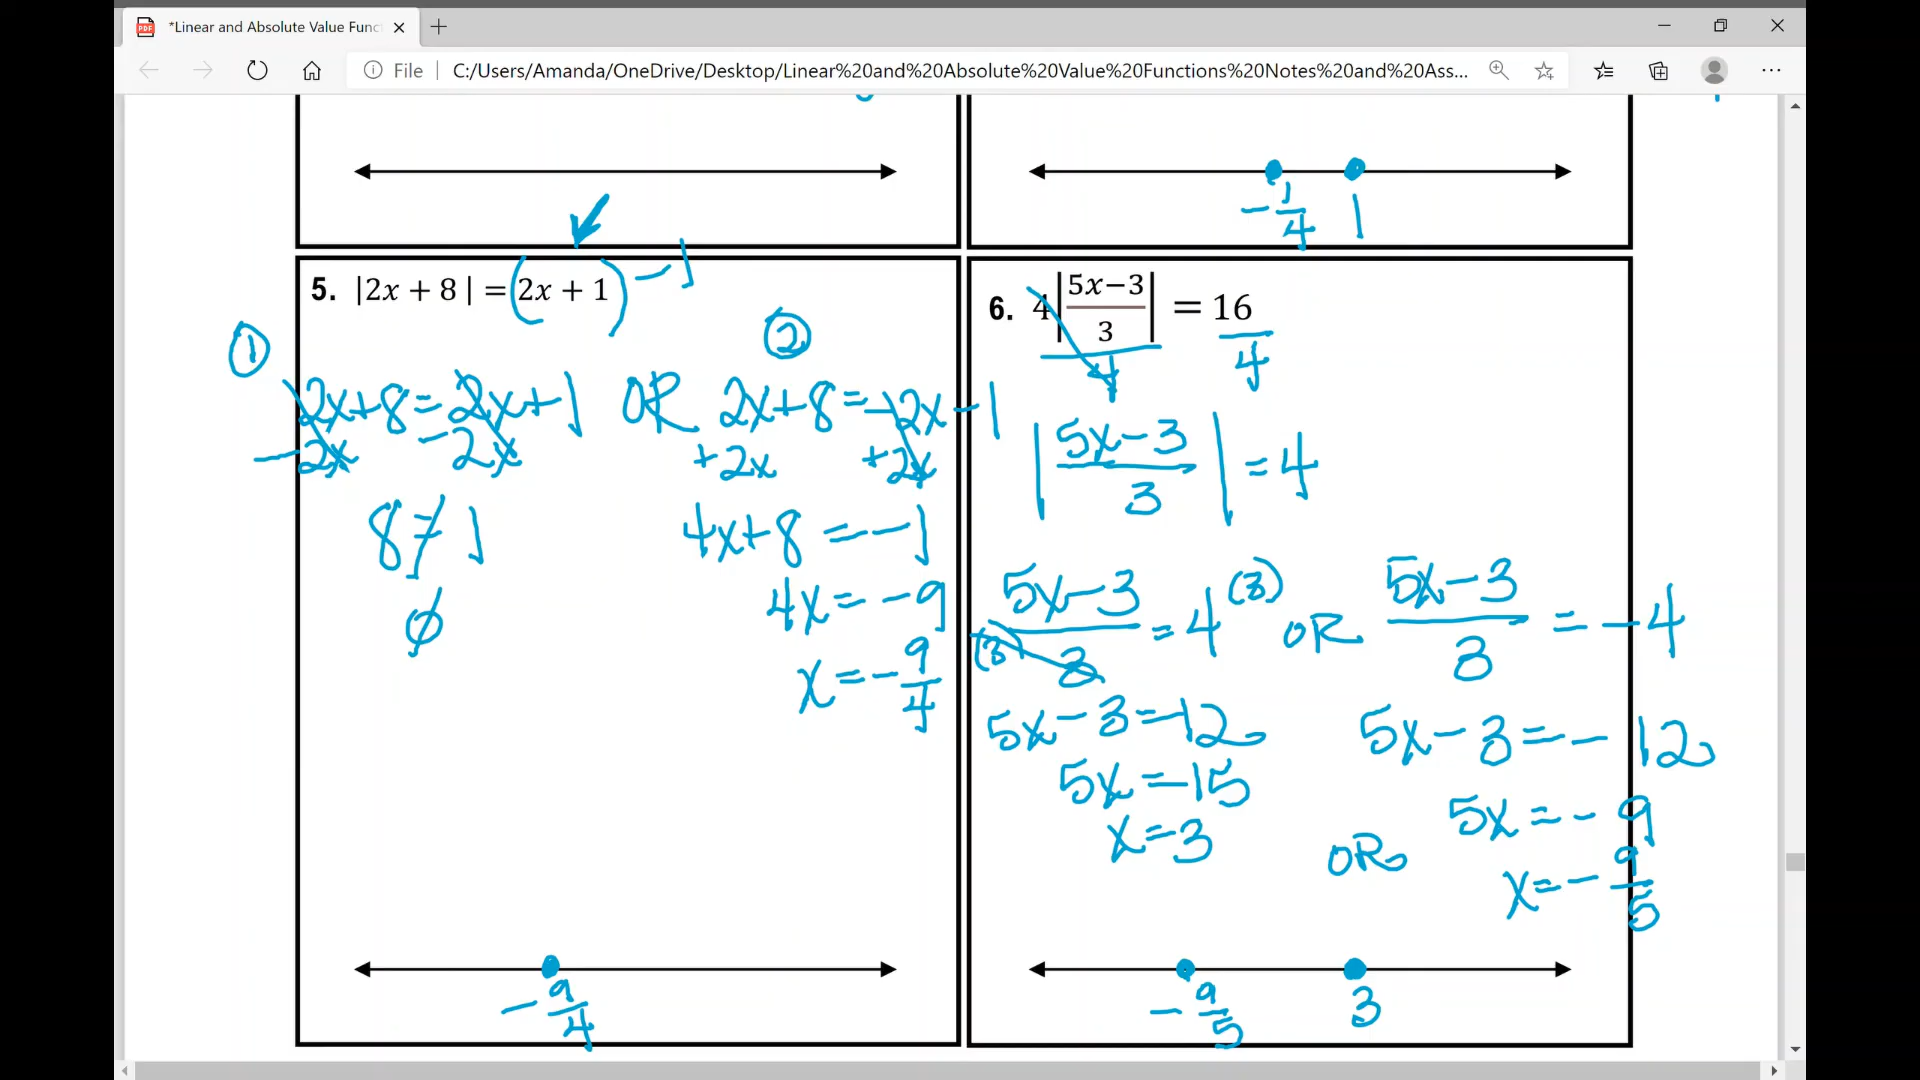 *Linear and Absolute Value Func
File
C:/Users/Amanda/OneDrive/Desktop/Linear%20and%20Absolute%20Value%20Functions%20Notes%20and%20Ass...
-1/4 1
5. |2x + 8| = (2x + 1) -1
① ②
2x+8=2x+1 OR 2x+8=-2x-1
-2x -2x +2x +2x
8≠1 4x+8=-1
∅ 4x=-9
x=-9/4
-9/4
6. 4|5x−3/3| = 16
4 4
|5x-3/3|=4
(3) 5x-3/3=4(3) OR 5x-3/3=-4
5x-3=12 5x-3=-12
5x=15 5x=-9
x=3 OR x=-9/5
-9/5 3